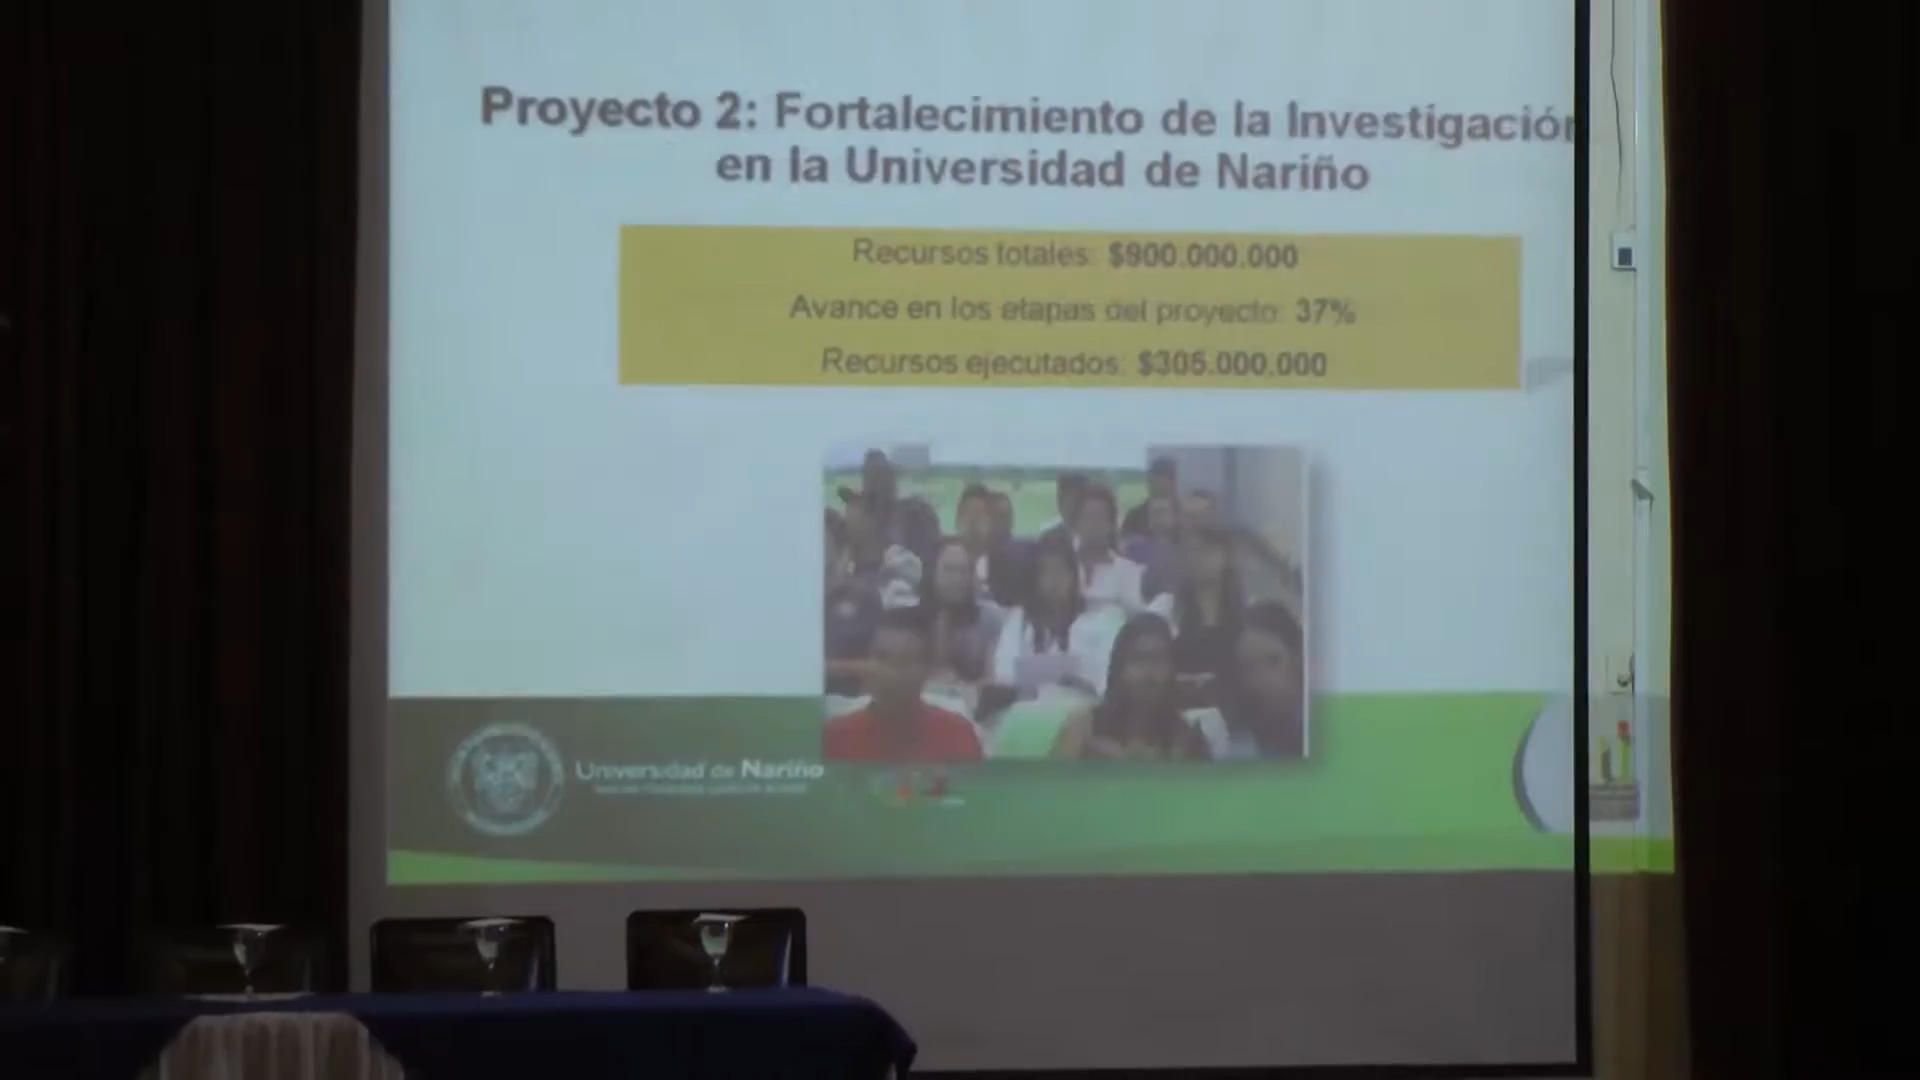 Proyecto 2: Fortalecimiento de la Investigación
en la Universidad de Nariño
Recursos totales: $900.000.000
Avance en los etapas del proyecto: 37%
Recursos ejecutados: $305.000.000
Universidad de Nariño